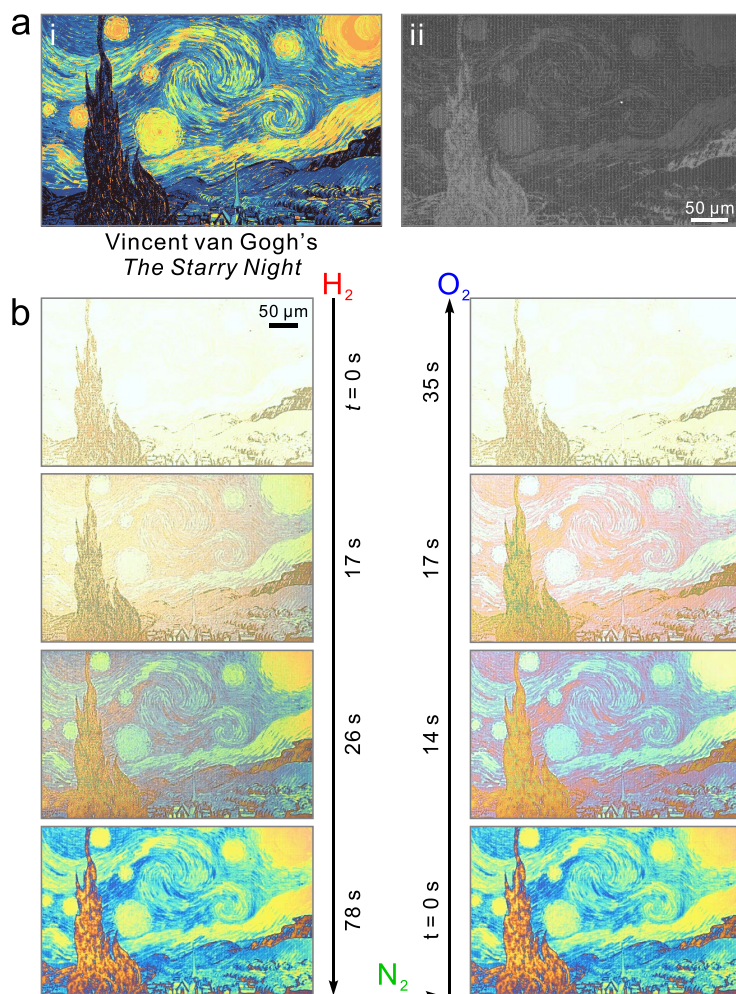 a
i
ii
50 µm
Vincent van Gogh's
The Starry Night
H₂
O₂
b
50 µm
t = 0 s
35 s
17 s
17 s
26 s
14 s
78 s
t = 0s
N₂